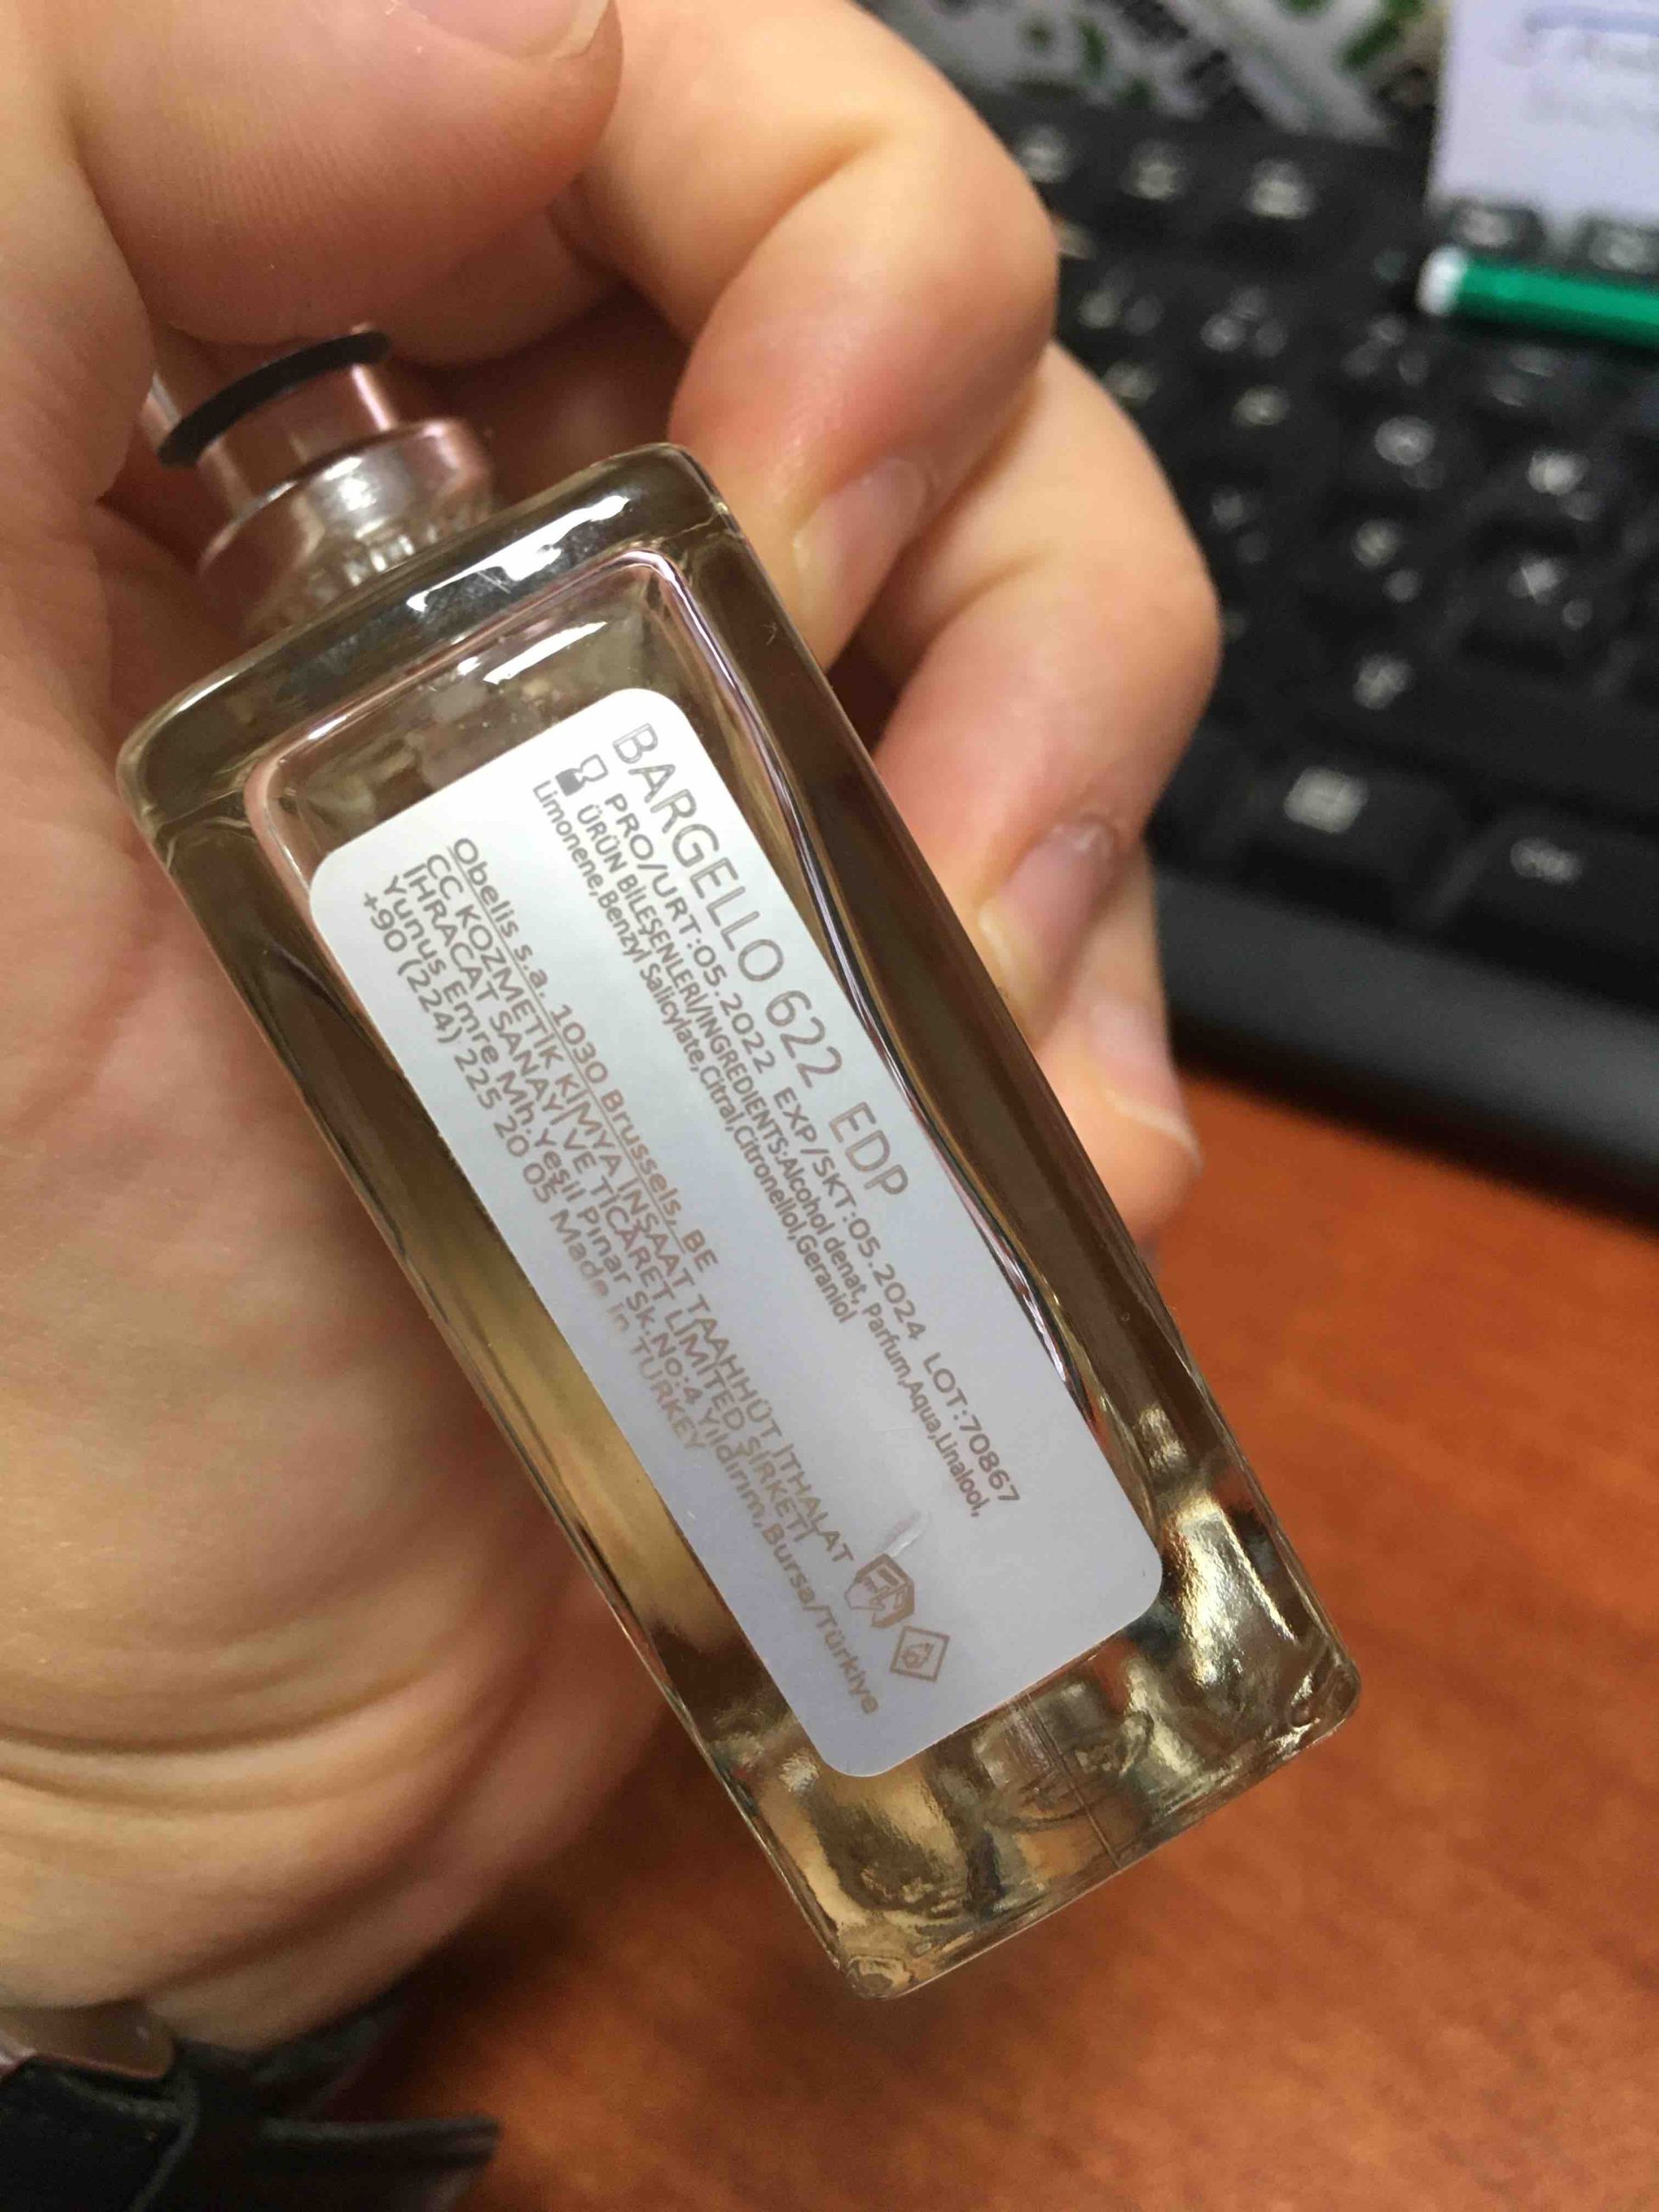 BARGELLO 622 EDP
PRO/URT:05.2022 EXP/SKT:05.2024 LOT:70867
ÜRÜN BİLEŞENLERİ/INGREDIENTS:Alcohol denat, Parfum,Aqua,Linalool,
Limonene,Benzyl Salicylate,Citral,Citronellol,Geraniol
Obelis s.a. 1030 Brussels, BE
CC KOZMETİK KİMYA İNŞAAT TAAHHÜT İTHALAT
İHRACAT SANAYİ VE TİCARET LİMİTED ŞİRKETİ
Yunus Emre Mh.Yeşil Pınar Sk.No:4 Yıldırım,Bursa/Türkiye
+90 (224) 225 20 05 Made in TURKEY